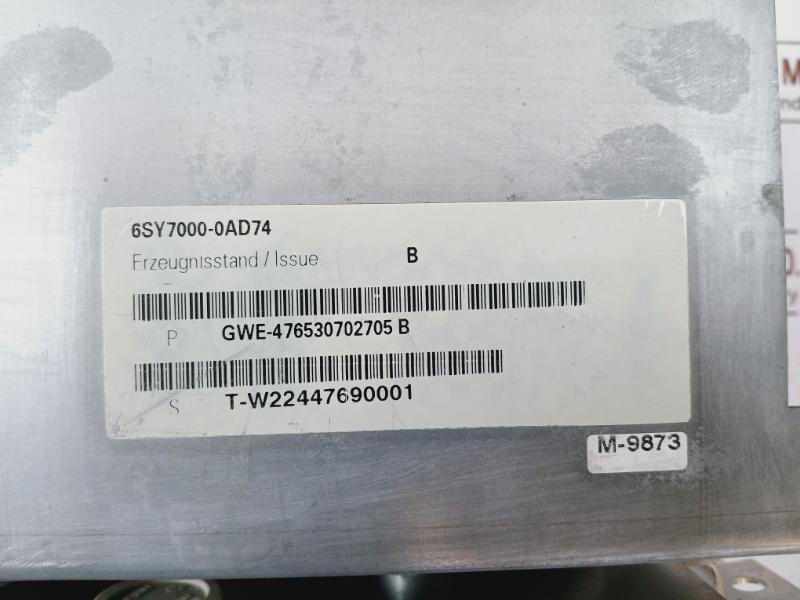 6SY7000-0AD74
Erzeugnisstand / Issue B
P GWE-476530702705 B
S T-W22447690001
M-9873
M